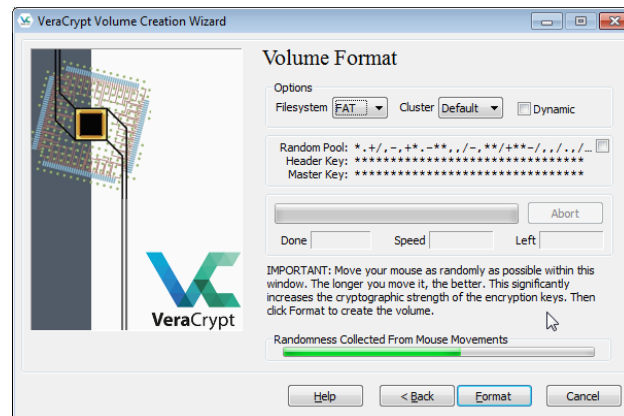 VeraCrypt Volume Creation Wizard
Volume Format
Options
Filesystem FAT Cluster Default Dynamic
Random Pool: *.+/,-,+*.-**,,/-,**/+**-/,,/.,/...
Header Key: ********************************
Master Key: ********************************
Abort
Done Speed Left
IMPORTANT: Move your mouse as randomly as possible within this
window. The longer you move it, the better. This significantly
increases the cryptographic strength of the encryption keys. Then
click Format to create the volume.
Randomness Collected From Mouse Movements
VeraCrypt
Help < Back Format Cancel